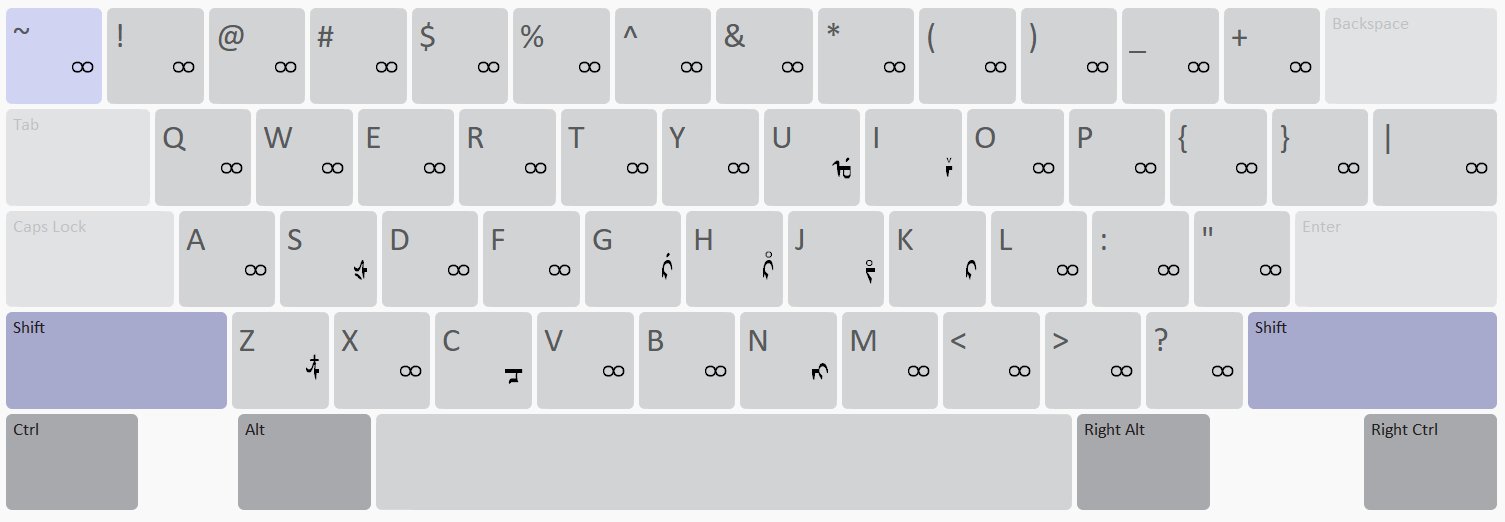 ~ ! @ # $ % ^ & * ( ) _ + Backspace
∞ ∞ ∞ ∞ ∞ ∞ ∞ ∞ ∞ ∞ ∞ ∞ ∞
Tab Q W E R T Y U I O P { } |
∞ ∞ ∞ ∞ ∞ ∞ ∞ ∞ ∞ ∞ ∞
Caps Lock A S D F G H J K L : " Enter
∞ ∞ ∞ ∞ ∞ ∞
Shift Z X C V B N M < > ? Shift
∞ ∞ ∞ ∞ ∞ ∞ ∞
Ctrl Alt Right Alt Right Ctrl